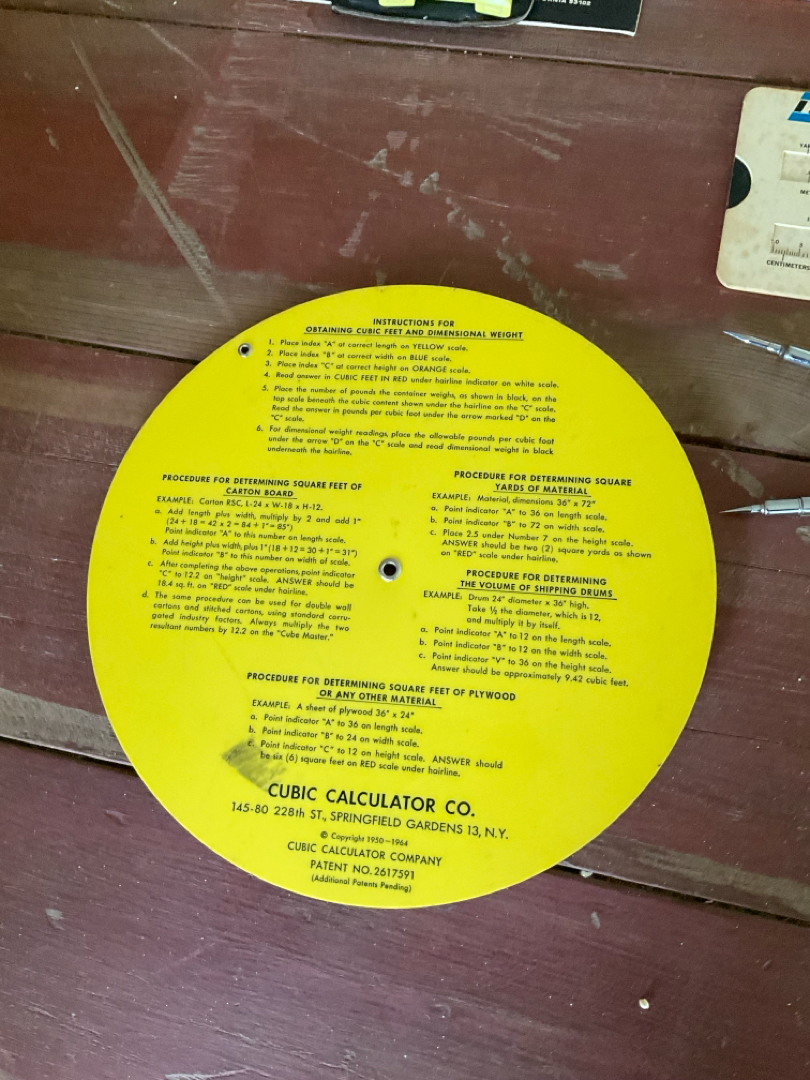 INSTRUCTIONS FOR
OBTAINING CUBIC FEET AND DIMENSIONAL WEIGHT
1. Place index "A" at correct length on YELLOW scale.
2. Place index "B" at correct width on BLUE scale.
3. Place index "C" at correct height on ORANGE scale.
4. Read answer in CUBIC FEET IN RED under hairline indicator on white scale.
5. Place the number of pounds the container weighs, as shown in black, on the
top scale beneath the cubic content shown under the hairline on the "C" scale.
Read the answer in pounds per cubic foot under the arrow marked "D" on the
"C" scale.
6. For dimensional weight readings, place the allowable pounds per cubic foot
under the arrow "D" on the "C" scale and read dimensional weight in black
underneath the hairline.
PROCEDURE FOR DETERMINING SQUARE FEET OF
CARTON BOARD
EXAMPLE: Carton RSC, L-24 x W-18 x H-12.
a. Add length plus width, multiply by 2 and add 1"
(24 + 18 = 42 x 2 = 84 + 1" = 85")
Point indicator "A" to this number on length scale.
b. Add height plus width, plus 1" (18 + 12 = 30 + 1" = 31")
Point indicator "B" to this number on width of scale.
c. After completing the above operations, point indicator
"C" to 12.2 on "height" scale. ANSWER should be
18.4 sq. ft. on "RED" scale under hairline.
d. The same procedure can be used for double wall
cartons and stitched cartons, using standard corru-
gated industry factors. Always multiply the two
resultant numbers by 12.2 on the "Cube Master."
PROCEDURE FOR DETERMINING SQUARE
YARDS OF MATERIAL
EXAMPLE: Material, dimensions 36" x 72"
a. Point indicator "A" to 36 on length scale.
b. Point indicator "B" to 72 on width scale.
c. Place 2.5 under Number 7 on the height scale.
ANSWER should be two (2) square yards as shown
on "RED" scale under hairline.
PROCEDURE FOR DETERMINING
THE VOLUME OF SHIPPING DRUMS
EXAMPLE: Drum 24" diameter x 36" high.
Take ½ the diameter, which is 12,
and multiply it by itself.
a. Point indicator "A" to 12 on the length scale.
b. Point indicator "B" to 12 on the width scale.
c. Point indicator "V" to 36 on the height scale.
Answer should be approximately 9.42 cubic feet.
PROCEDURE FOR DETERMINING SQUARE FEET OF PLYWOOD
OR ANY OTHER MATERIAL
EXAMPLE: A sheet of plywood 36" x 24"
a. Point indicator "A" to 36 on length scale.
b. Point indicator "B" to 24 on width scale.
c. Point indicator "C" to 12 on height scale. ANSWER should
be six (6) square feet on RED scale under hairline.
CUBIC CALCULATOR CO.
145-80 228th ST., SPRINGFIELD GARDENS 13, N.Y.
© Copyright 1950—1964
CUBIC CALCULATOR COMPANY
PATENT NO. 2617591
(Additional Patents Pending)
CENTIMETERS